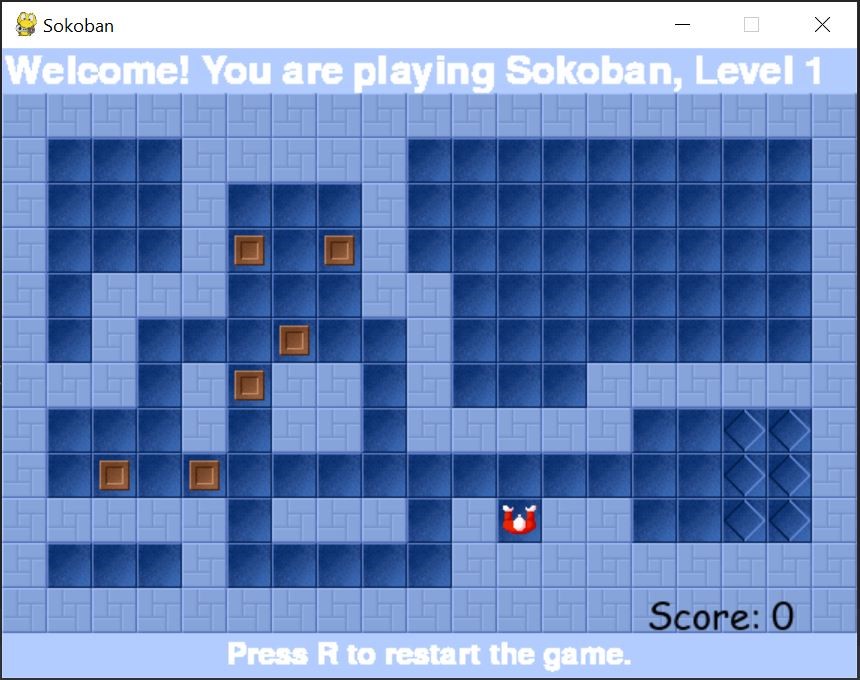 Sokoban
Welcome! You are playing Sokoban, Level 1
Score: 0
Press R to restart the game.